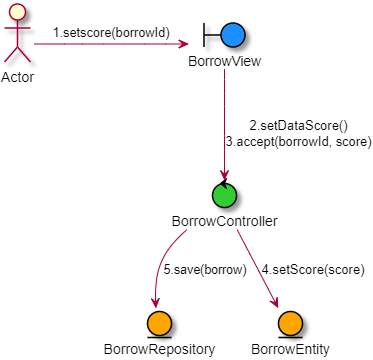 1.setscore(borrowId)
Actor
BorrowView
2.setDataScore()
3.accept(borrowId, score)
BorrowController
5.save(borrow)
4.setScore(score)
BorrowRepository
BorrowEntity